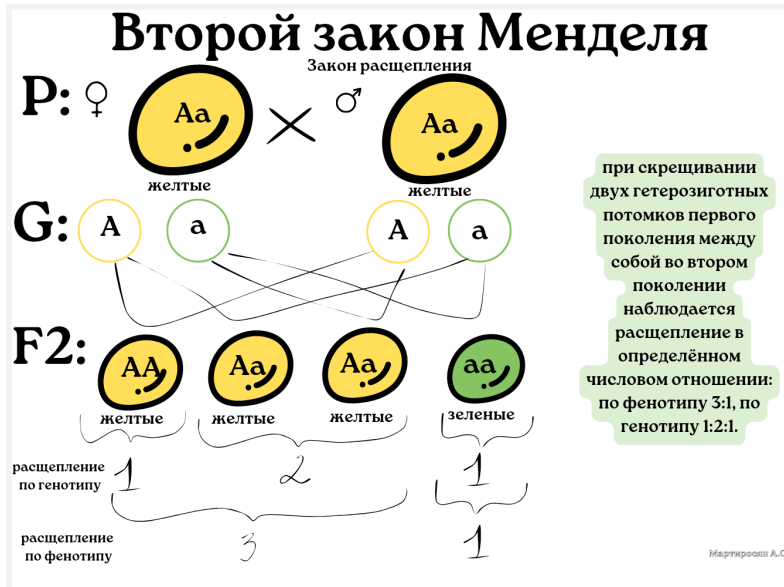 Второй закон Менделя
Закон расщепления
P: ♀ Aa × ♂ Aa
желтые желтые
G: A a A a
F2: AA Aa Aa aa
желтые желтые желтые зеленые
расщепление
по генотипу 1 2 1
расщепление
по фенотипу 3 1
при скрещивании
двух гетерозиготных
потомков первого
поколения между
собой во втором
поколении
наблюдается
расщепление в
определённом
числовом отношении:
по фенотипу 3:1, по
генотипу 1:2:1.
Мартиросян А.С